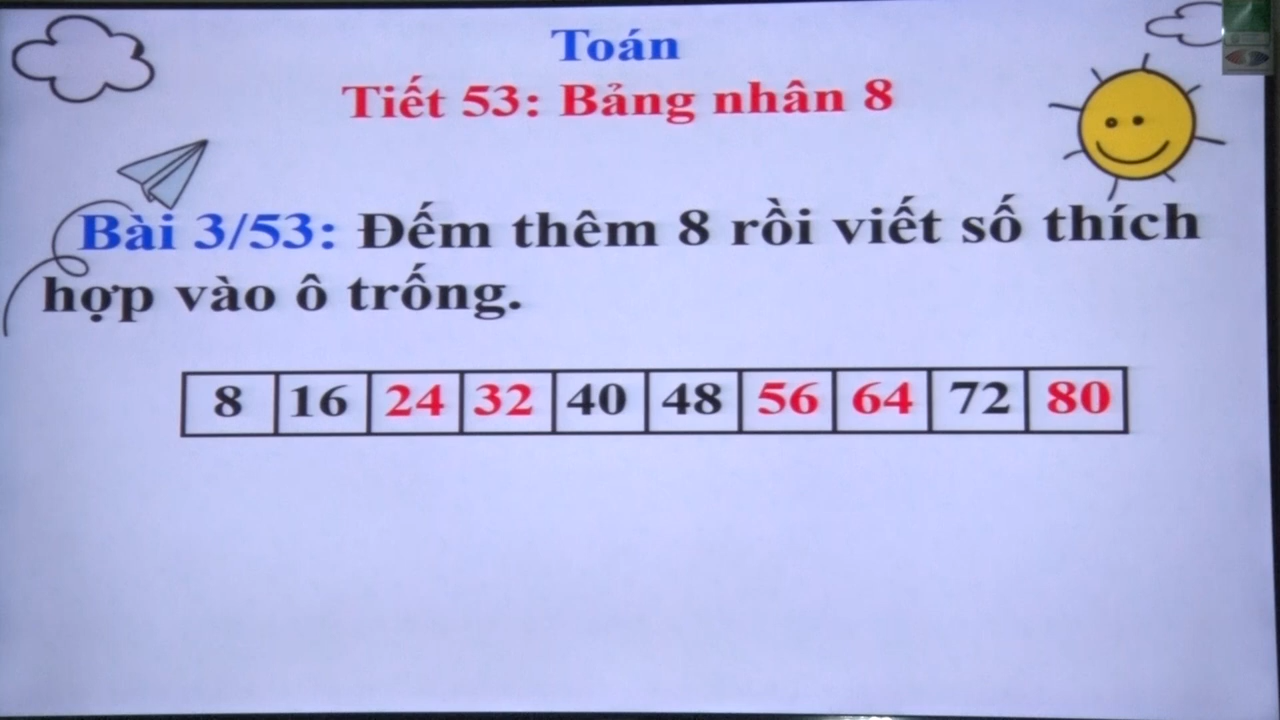 Toán
Tiết 53: Bảng nhân 8
Bài 3/53: Đếm thêm 8 rồi viết số thích
hợp vào ô trống.
8 16 24 32 40 48 56 64 72 80